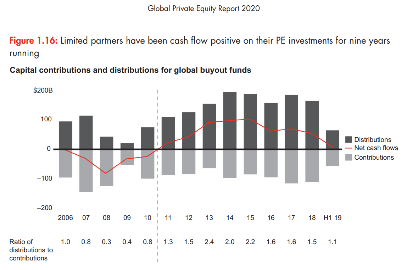 Global Private Equity Report 2020
Figure 1.16: Limited partners have been cash flow positive on their PE investments for nine years
running
Capital contributions and distributions for global buyout funds
$200B
100
0
−100
−200
Distributions
Net cash flows
Contributions
2006 07 08 09 10 11 12 13 14 15 16 17 18 H1 19
Ratio of
distributions to
contributions
1.0 0.8 0.3 0.4 0.8 1.3 1.5 2.4 2.0 2.2 1.6 1.6 1.5 1.1